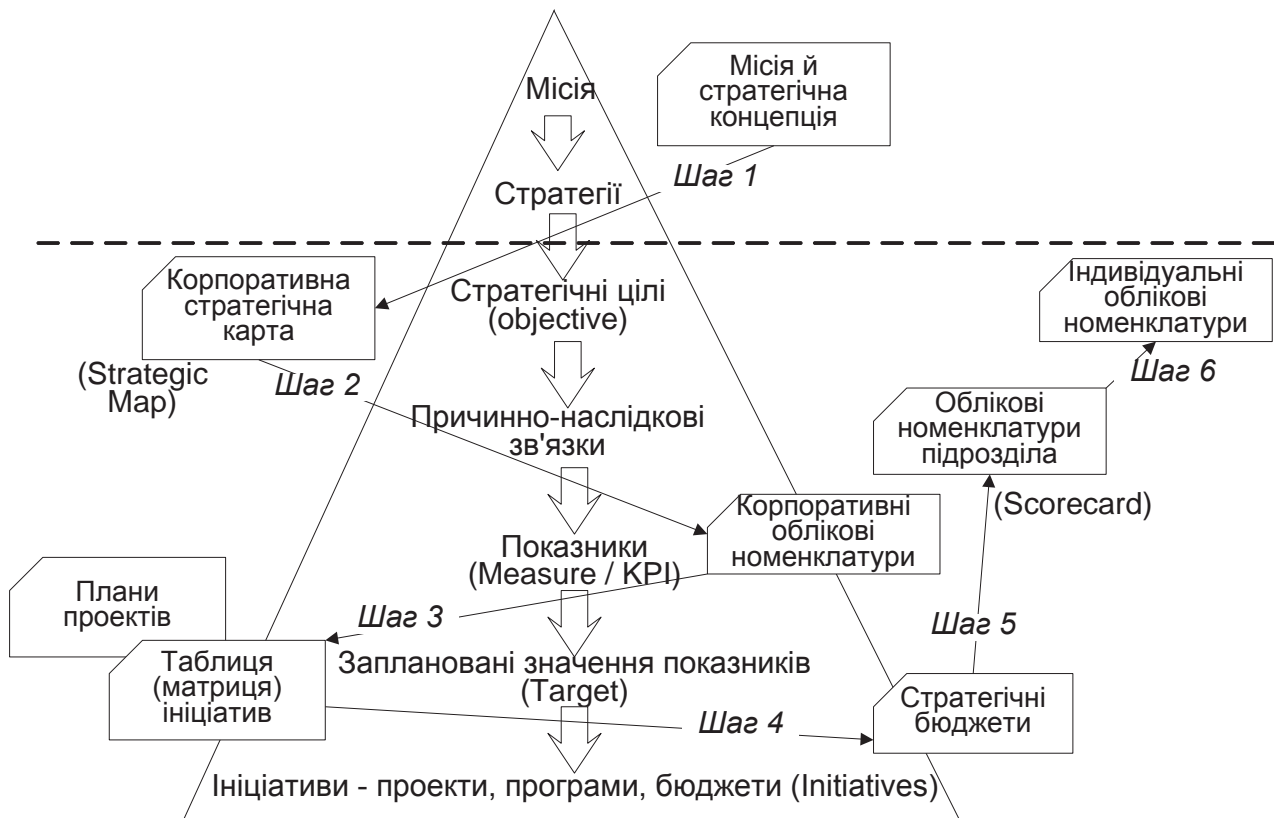 Місія
Місія й
стратегічна
концепція
Шаг 1
Стратегії
Корпоративна
стратегічна
карта
(Strategic
Map)
Стратегічні цілі
(objective)
Індивідуальні
облікові
номенклатури
Шаг 2
Шаг 6
Причинно-наслідкові
зв'язки
Облікові
номенклатури
підрозділа
(Scorecard)
Корпоративні
облікові
номенклатури
Показники
(Measure / KPI)
Плани
проектів
Шаг 3
Шаг 5
Таблиця
(матриця)
ініціатив
Заплановані значення показників
(Target)
Стратегічні
бюджети
Шаг 4
Ініціативи - проекти, програми, бюджети (Initiatives)